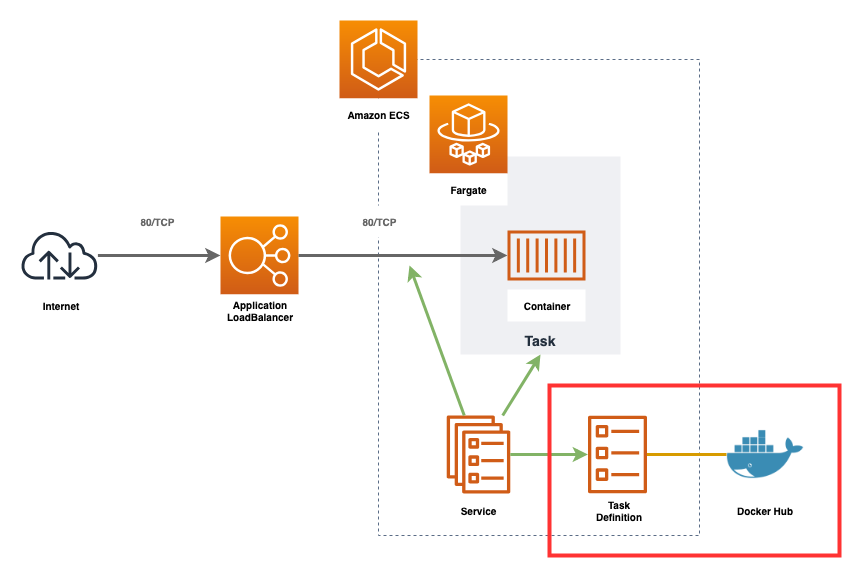 Amazon ECS
Fargate
80/TCP
80/TCP
Internet
Application
LoadBalancer
Container
Task
Service
Task
Definition
Docker Hub